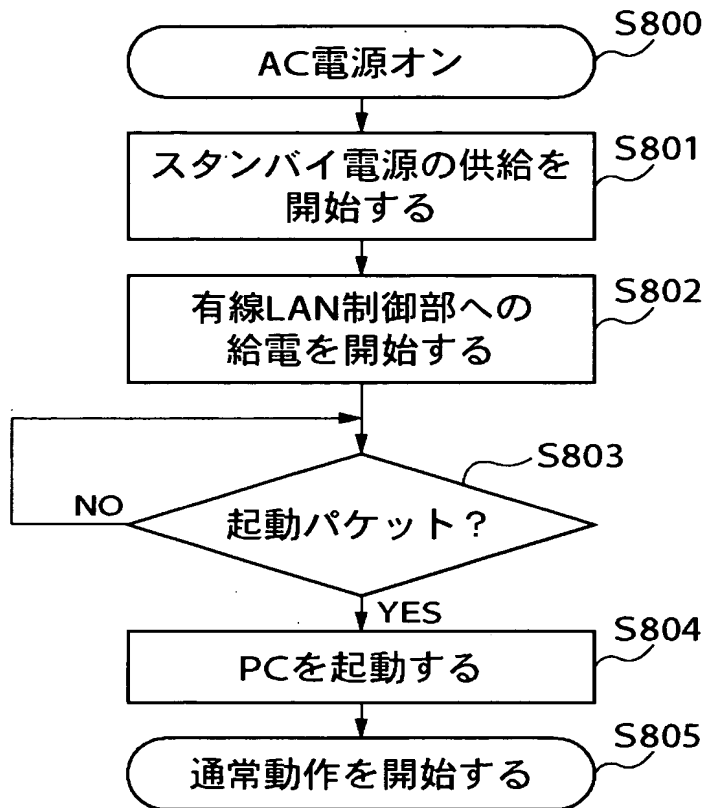 S800
AC電源オン
S801
スタンバイ電源の供給を
開始する
S802
有線LAN制御部への
給電を開始する
S803
起動パケット？
NO
YES
S804
PCを起動する
S805
通常動作を開始する